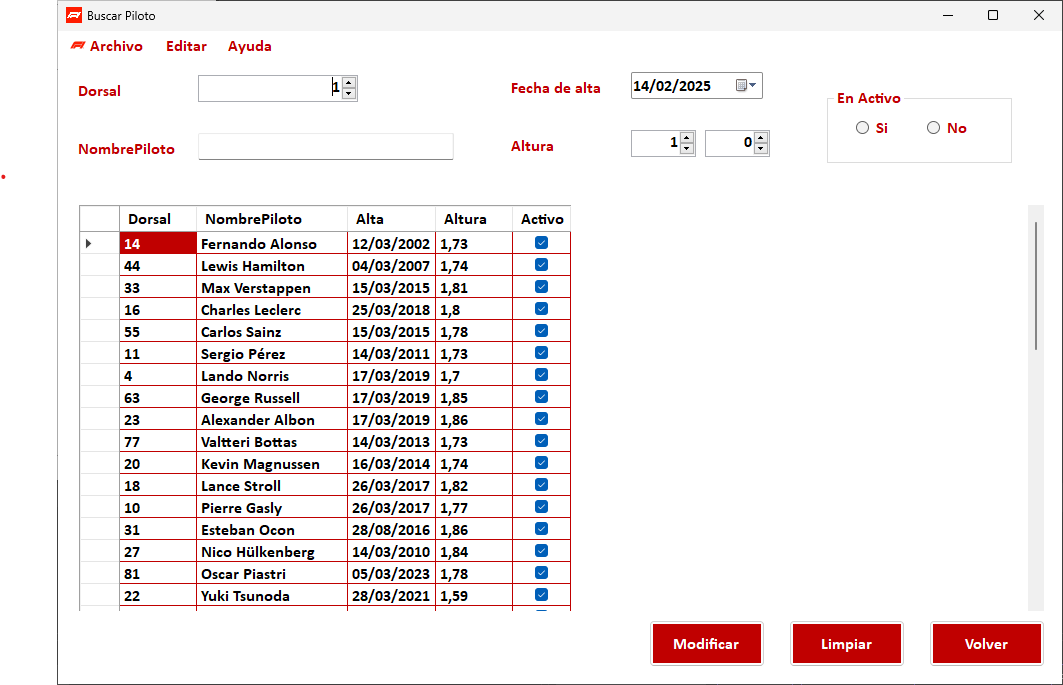 Buscar Piloto
Archivo Editar Ayuda
Dorsal 1 Fecha de alta 14/02/2025 En Activo
Si No
NombrePiloto Altura 1 0
Dorsal NombrePiloto Alta Altura Activo
14 Fernando Alonso 12/03/2002 1,73
44 Lewis Hamilton 04/03/2007 1,74
33 Max Verstappen 15/03/2015 1,81
16 Charles Leclerc 25/03/2018 1,8
55 Carlos Sainz 15/03/2015 1,78
11 Sergio Pérez 14/03/2011 1,73
4 Lando Norris 17/03/2019 1,7
63 George Russell 17/03/2019 1,85
23 Alexander Albon 17/03/2019 1,86
77 Valtteri Bottas 14/03/2013 1,73
20 Kevin Magnussen 16/03/2014 1,74
18 Lance Stroll 26/03/2017 1,82
10 Pierre Gasly 26/03/2017 1,77
31 Esteban Ocon 28/08/2016 1,86
27 Nico Hülkenberg 14/03/2010 1,84
81 Oscar Piastri 05/03/2023 1,78
22 Yuki Tsunoda 28/03/2021 1,59
Modificar Limpiar Volver